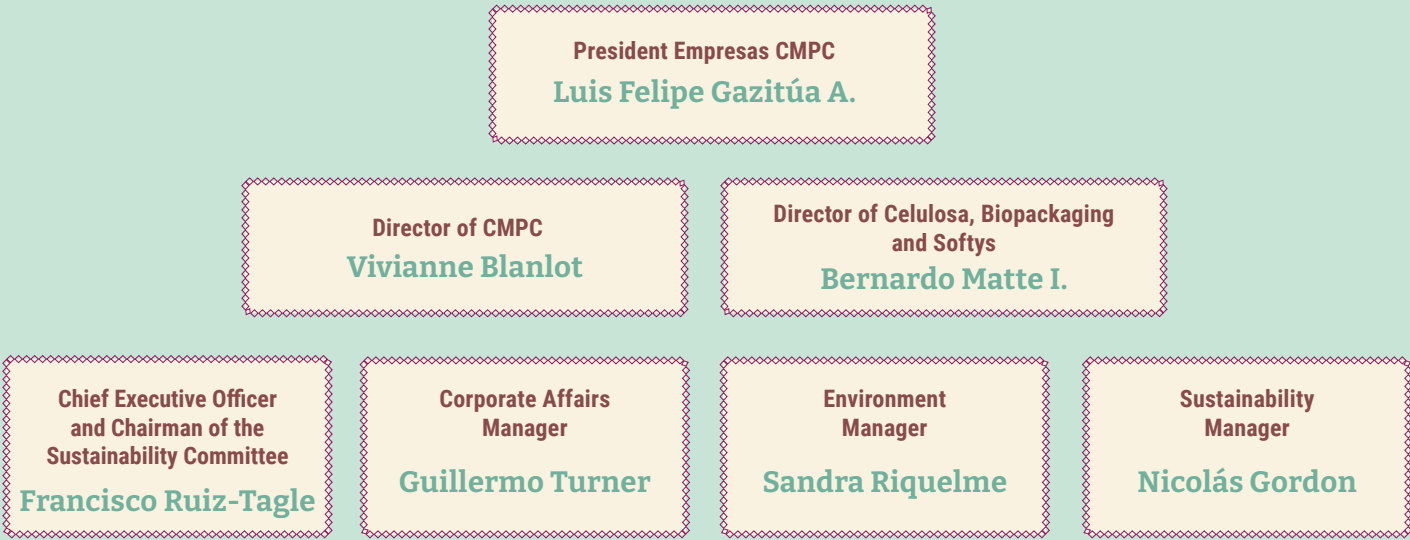 President Empresas CMPC
Luis Felipe Gazitúa A.
Director of CMPC
Vivianne Blanlot
Director of Celulosa, Biopackaging
and Softys
Bernardo Matte I.
Chief Executive Officer
and Chairman of the
Sustainability Committee
Francisco Ruiz-Tagle
Corporate Affairs
Manager
Guillermo Turner
Environment
Manager
Sandra Riquelme
Sustainability
Manager
Nicolás Gordon